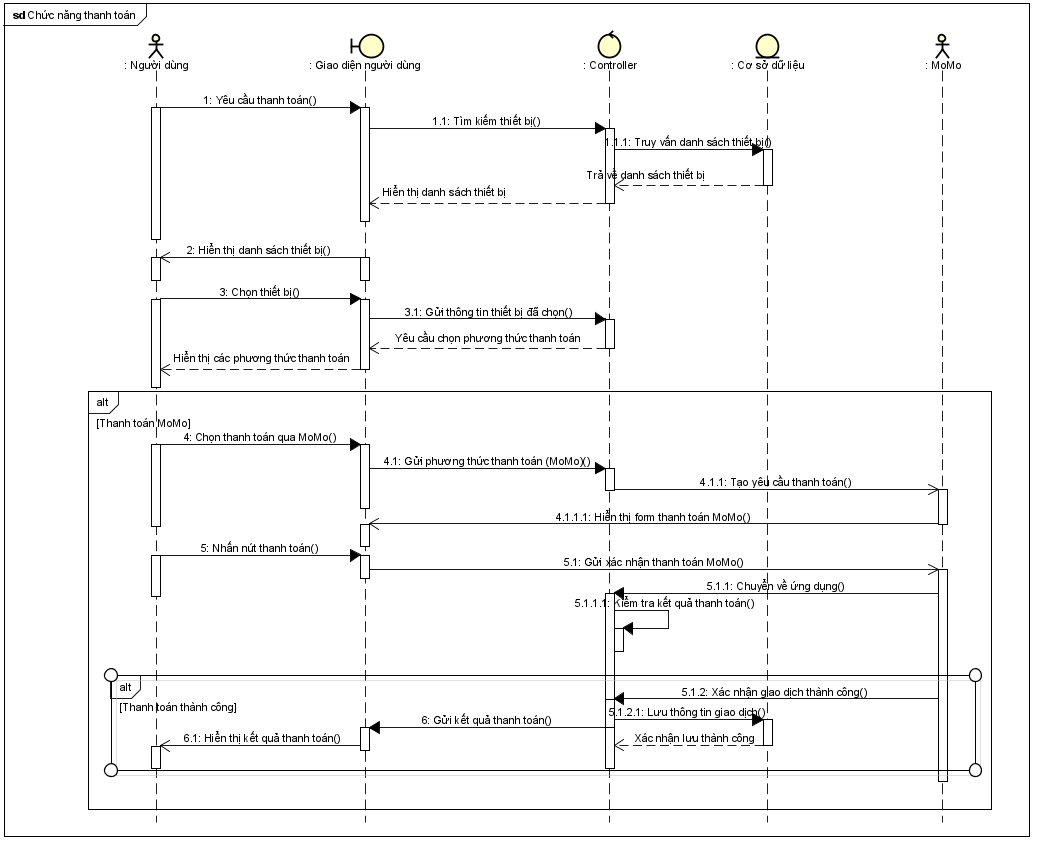 sd Chức năng thanh toán
: Người dùng
: Giao diện người dùng
: Controller
: Cơ sở dữ liệu
: MoMo
1: Yêu cầu thanh toán()
1.1: Tìm kiếm thiết bị()
1.1.1: Truy vấn danh sách thiết bị()
Trả về danh sách thiết bị
Hiển thị danh sách thiết bị
2: Hiển thị danh sách thiết bị()
3: Chọn thiết bị()
3.1: Gửi thông tin thiết bị đã chọn()
Yêu cầu chọn phương thức thanh toán
Hiển thị các phương thức thanh toán
alt
[Thanh toán MoMo]
4: Chọn thanh toán qua MoMo()
4.1: Gửi phương thức thanh toán (MoMo)()
4.1.1: Tạo yêu cầu thanh toán()
4.1.1.1: Hiển thị form thanh toán MoMo()
5: Nhấn nút thanh toán()
5.1: Gửi xác nhận thanh toán MoMo()
5.1.1: Chuyển về ứng dụng()
5.1.1.1: Kiểm tra kết quả thanh toán()
alt
5.1.2: Xác nhận giao dịch thành công()
[Thanh toán thành công]
5.1.2.1: Lưu thông tin giao dịch()
6: Gửi kết quả thanh toán()
6.1: Hiển thị kết quả thanh toán()
Xác nhận lưu thành công